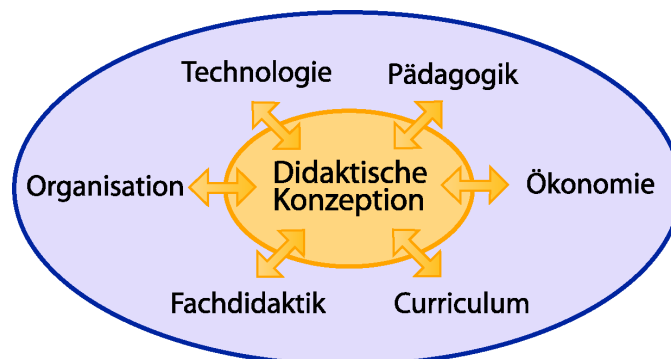 Technologie
Pädagogik
Organisation
Didaktische
Konzeption
Ökonomie
Fachdidaktik
Curriculum